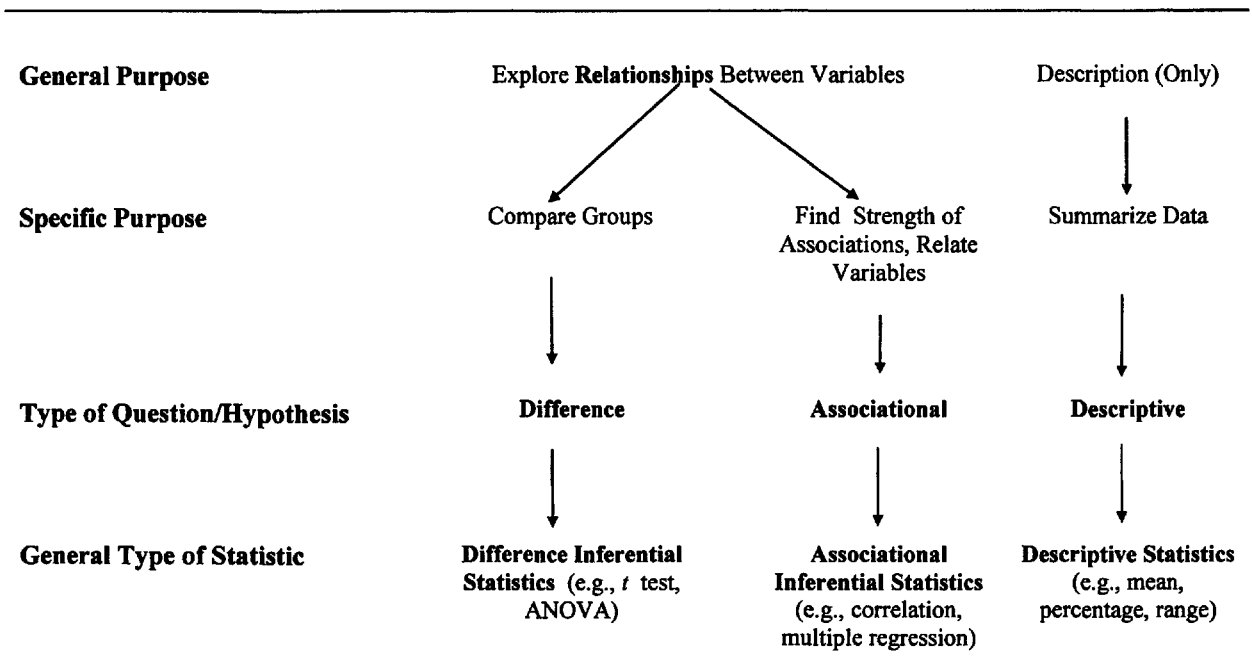 General Purpose
Explore Relationships Between Variables
Description (Only)
Specific Purpose
Compare Groups
Find Strength of
Associations, Relate
Variables
Summarize Data
Type of Question/Hypothesis
Difference
Associational
Descriptive
General Type of Statistic
Difference Inferential
Statistics (e.g., t test,
ANOVA)
Associational
Inferential Statistics
(e.g., correlation,
multiple regression)
Descriptive Statistics
(e.g., mean,
percentage, range)